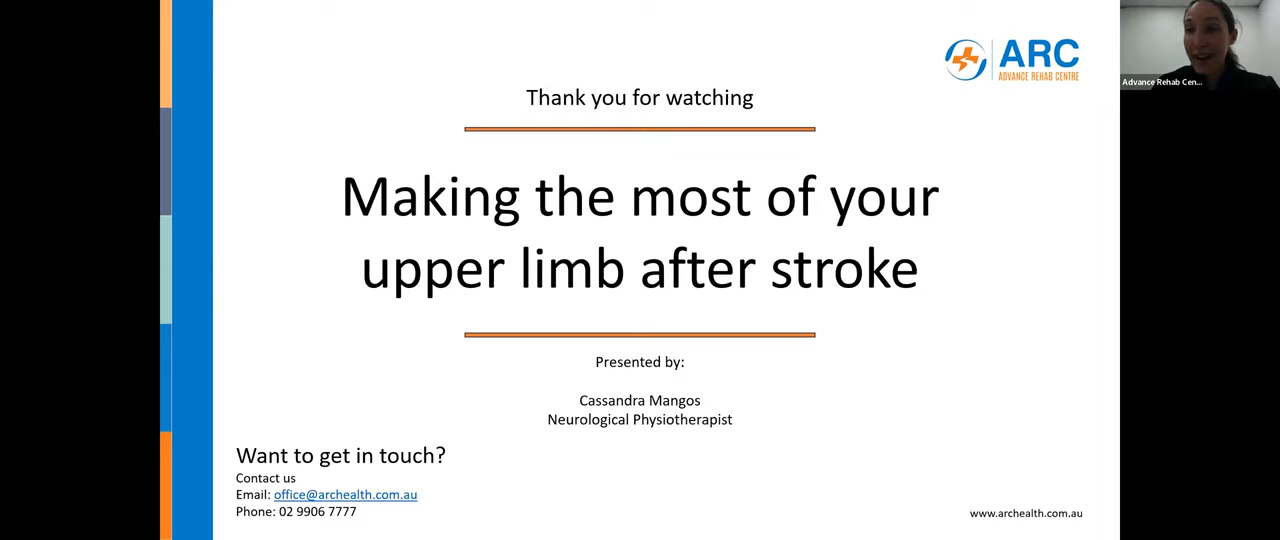 ARC
ADVANCE REHAB CENTRE
Advance Rehab Cen...
Thank you for watching
Making the most of your
upper limb after stroke
Presented by:
Cassandra Mangos
Neurological Physiotherapist
Want to get in touch?
Contact us
Email: office@archealth.com.au
Phone: 02 9906 7777
www.archealth.com.au